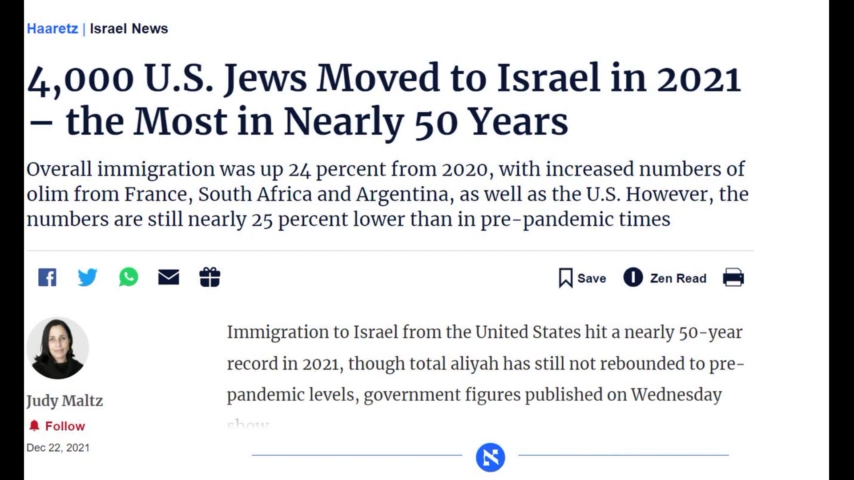 Haaretz | Israel News
4,000 U.S. Jews Moved to Israel in 2021
– the Most in Nearly 50 Years
Overall immigration was up 24 percent from 2020, with increased numbers of
olim from France, South Africa and Argentina, as well as the U.S. However, the
numbers are still nearly 25 percent lower than in pre-pandemic times
Save
Zen Read
Immigration to Israel from the United States hit a nearly 50-year
record in 2021, though total aliyah has still not rebounded to pre-
pandemic levels, government figures published on Wednesday
show.
Judy Maltz
Follow
Dec 22, 2021